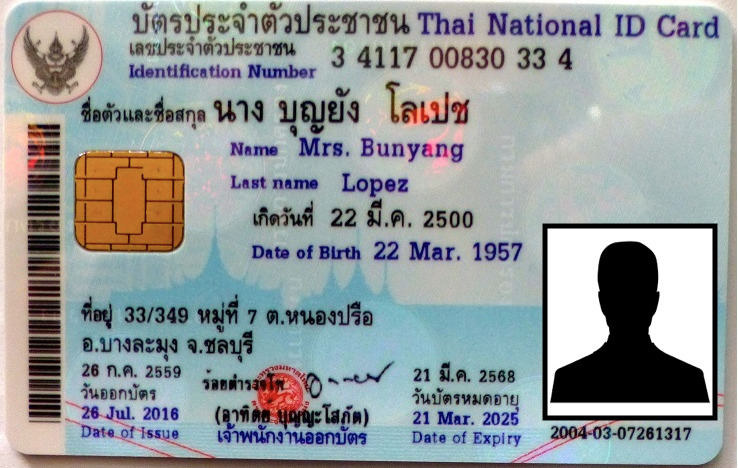 บัตรประจำตัวประชาชน Thai National ID Card
เลขประจำตัวประชาชน 3 4117 00830 33 4
Identification Number
ชื่อตัวและชื่อสกุล นาง บุญยัง โลเปซ
Name Mrs. Bunyang
Last name Lopez
เกิดวันที่ 22 มี.ค. 2500
Date of Birth 22 Mar. 1957
ที่อยู่ 33/349 หมู่ที่ 7 ต.หนองปรือ
อ.บางละมุง จ.ชลบุรี
26 ก.ค. 2559
วันออกบัตร
26 Jul. 2016
Date of Issue
ร้อยตำรวจโท
(อาทิตย์ บุญญะโสภัต)
เจ้าพนักงานออกบัตร
21 มี.ค. 2568
วันบัตรหมดอายุ
21 Mar. 2025
Date of Expiry
2004-03-07261317